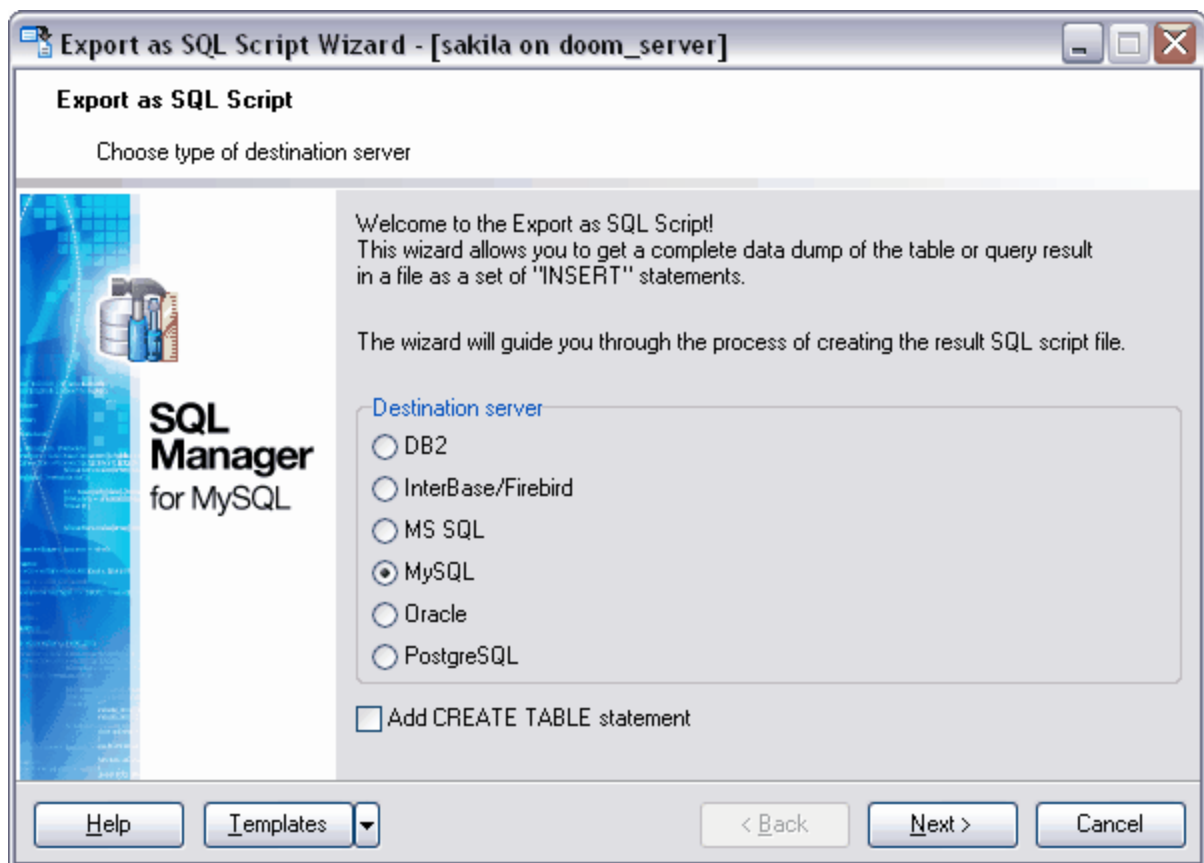 Export as SQL Script Wizard - [sakila on doom_server]
Export as SQL Script
Choose type of destination server
Welcome to the Export as SQL Script!
This wizard allows you to get a complete data dump of the table or query result
in a file as a set of "INSERT" statements.
The wizard will guide you through the process of creating the result SQL script file.
SQL
Manager
for MySQL
Destination server
DB2
InterBase/Firebird
MS SQL
MySQL
Oracle
PostgreSQL
Add CREATE TABLE statement
Help
Templates
< Back
Next >
Cancel